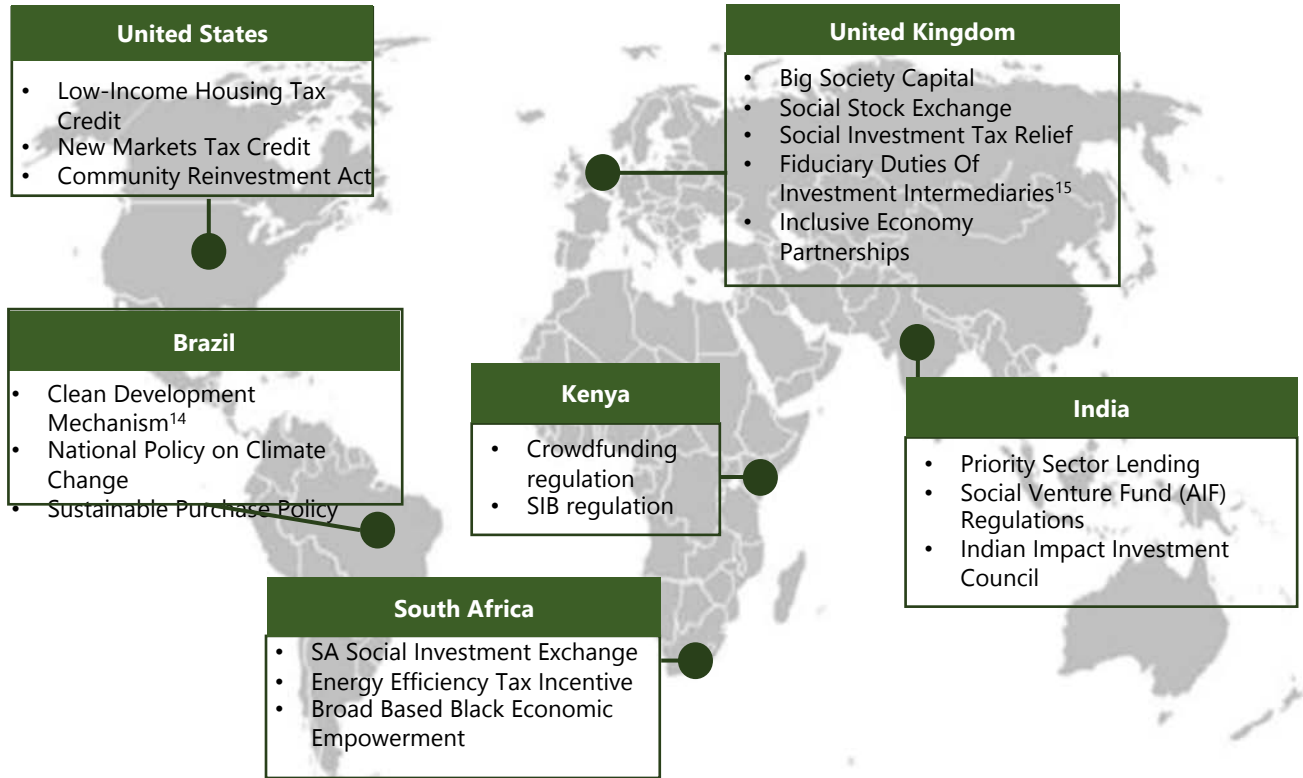 United States
• Low-Income Housing Tax
Credit
• New Markets Tax Credit
• Community Reinvestment Act
United Kingdom
• Big Society Capital
• Social Stock Exchange
• Social Investment Tax Relief
• Fiduciary Duties Of
Investment Intermediaries15
• Inclusive Economy
Partnerships
Brazil
• Clean Development
Mechanism14
• National Policy on Climate
Change
• Sustainable Purchase Policy
Kenya
• Crowdfunding
regulation
• SIB regulation
India
• Priority Sector Lending
• Social Venture Fund (AIF)
Regulations
• Indian Impact Investment
Council
South Africa
• SA Social Investment Exchange
• Energy Efficiency Tax Incentive
• Broad Based Black Economic
Empowerment